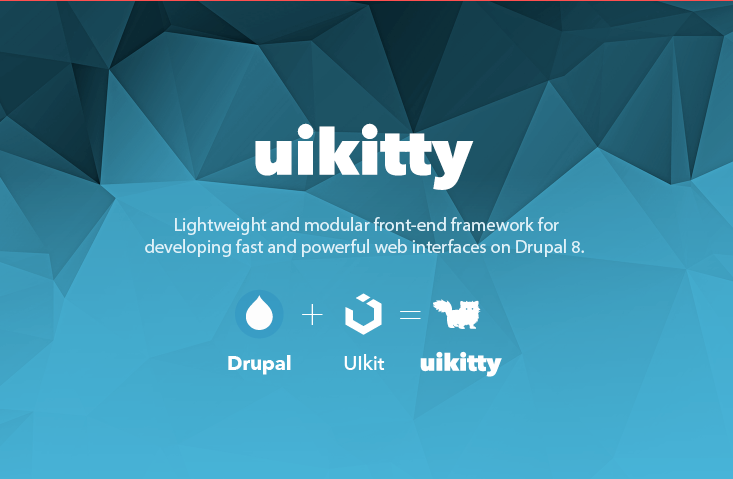 uikitty
Lightweight and modular front-end framework for
developing fast and powerful web interfaces on Drupal 8.
+ =
Drupal UIkit uikitty